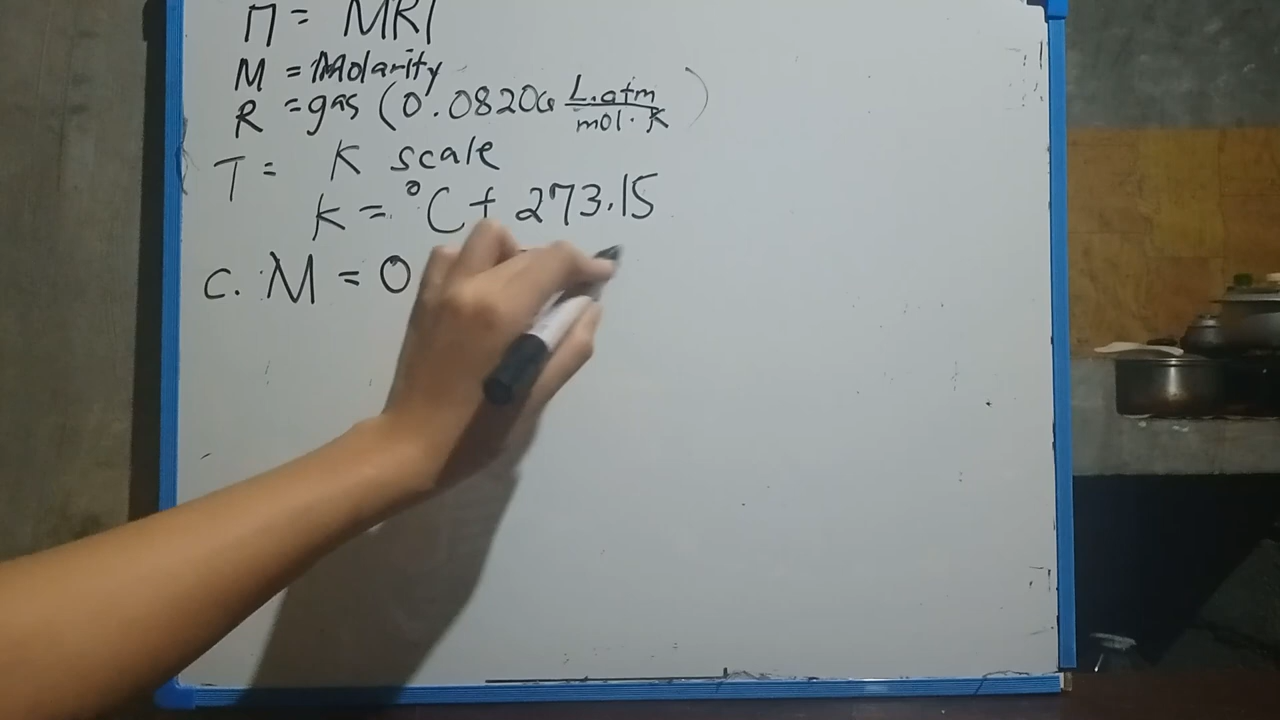 π = MRT
M = Molarity
R = gas (0.08206 L.atm/mol.K)
T = K scale
K = °C + 273.15
C. M = 0